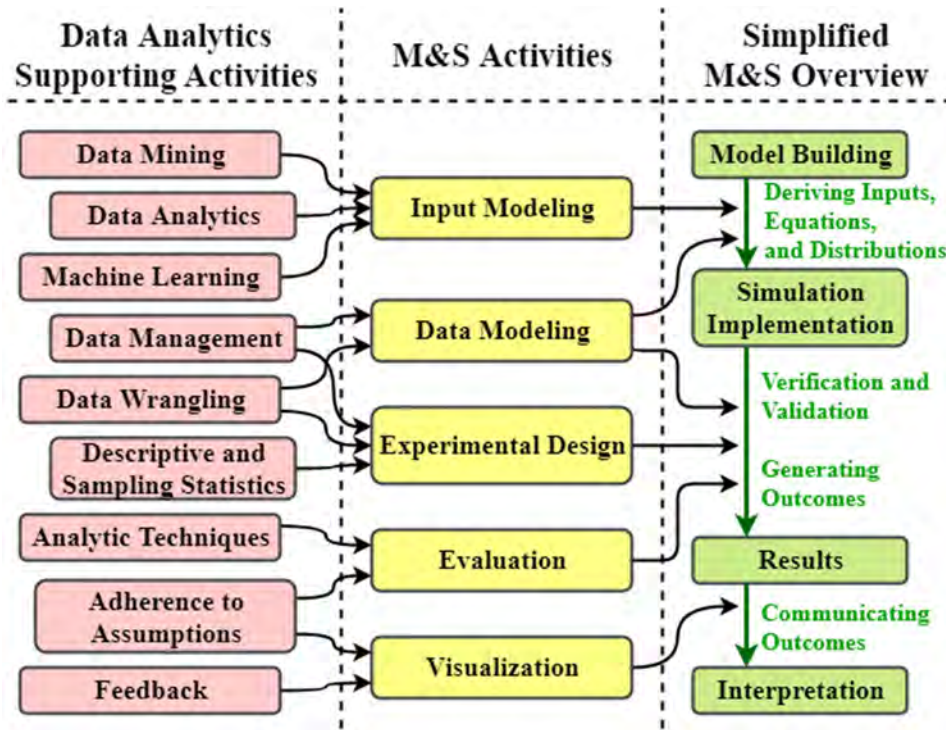 Data Analytics
Supporting Activities
M&S Activities
Simplified
M&S Overview
Data Mining
Data Analytics
Machine Learning
Data Management
Data Wrangling
Descriptive and
Sampling Statistics
Analytic Techniques
Adherence to
Assumptions
Feedback
Input Modeling
Data Modeling
Experimental Design
Evaluation
Visualization
Model Building
Deriving Inputs,
Equations,
and Distributions
Simulation
Implementation
Verification and
Validation
Generating
Outcomes
Results
Communicating
Outcomes
Interpretation